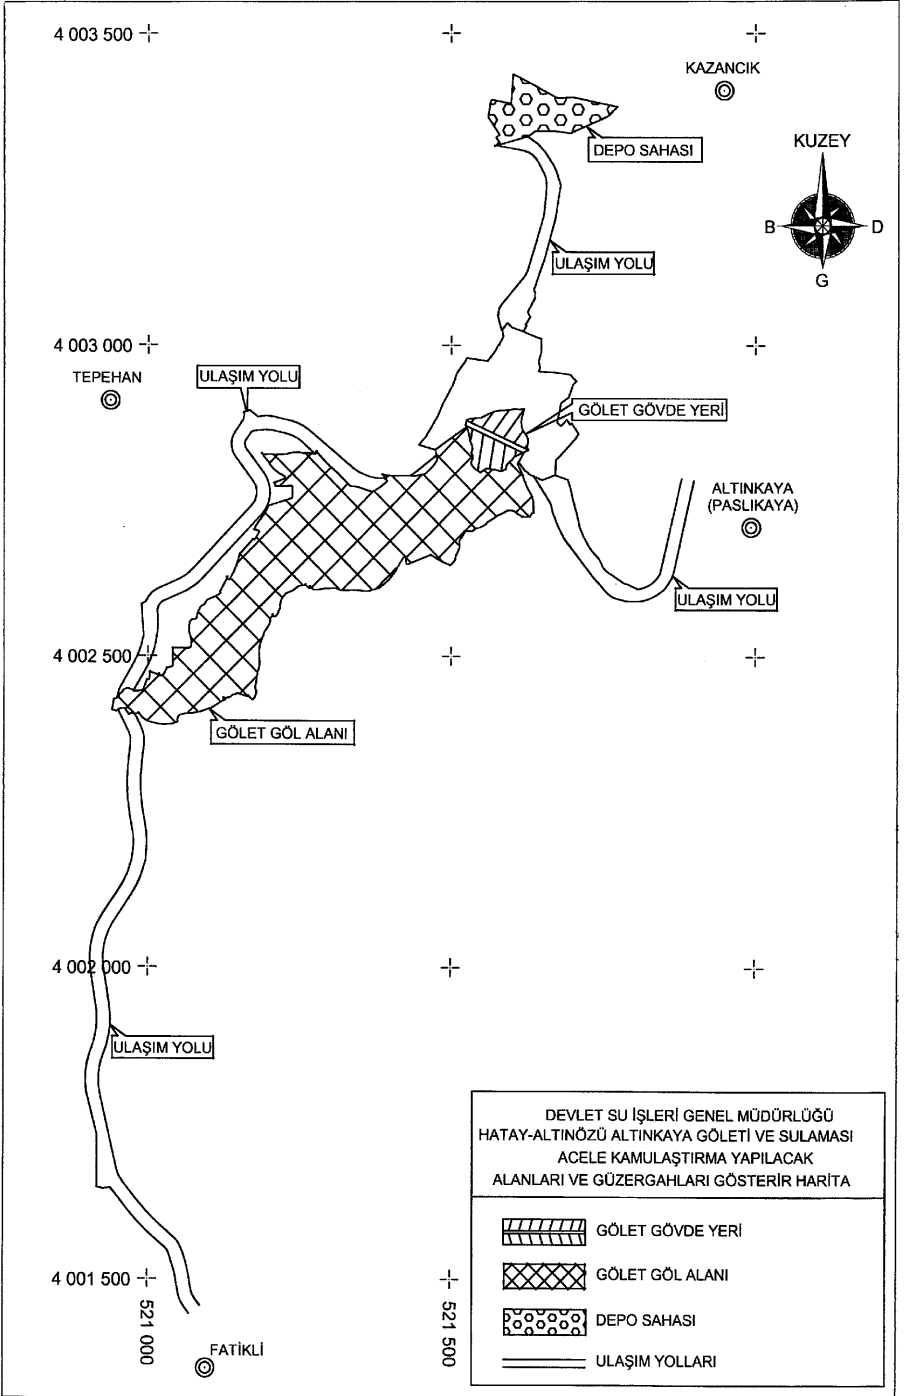 4 003 500
KAZANCIK
DEPO SAHASI
KUZEY
B
D
G
ULAŞIM YOLU
4 003 000
TEPEHAN
ULAŞIM YOLU
GÖLET GÖVDE YERİ
ALTINKAYA
(PASLIKAYA)
ULAŞIM YOLU
4 002 500
GÖLET GÖL ALANI
4 002 000
ULAŞIM YOLU
DEVLET SU İŞLERİ GENEL MÜDÜRLÜĞÜ
HATAY-ALTINÖZÜ ALTINKAYA GÖLETİ VE SULAMASI
ACELE KAMULAŞTIRMA YAPILACAK
ALANLARI VE GÜZERGAHLARI GÖSTERİR HARİTA
GÖLET GÖVDE YERİ
GÖLET GÖL ALANI
DEPO SAHASI
ULAŞIM YOLLARI
4 001 500
521 000
521 500
FATİKLİ